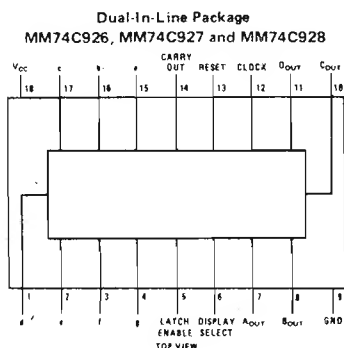 Dual-In-Line Package
MM74C926, MM74C927 and MM74C928
VCC c b a CARRY OUT RESET CLOCK DOUT COUT
18 17 16 15 14 13 12 11 10
1 2 3 4 5 6 7 8 9
d e f g LATCH ENABLE DISPLAY SELECT AOUT BOUT GND
TOP VIEW